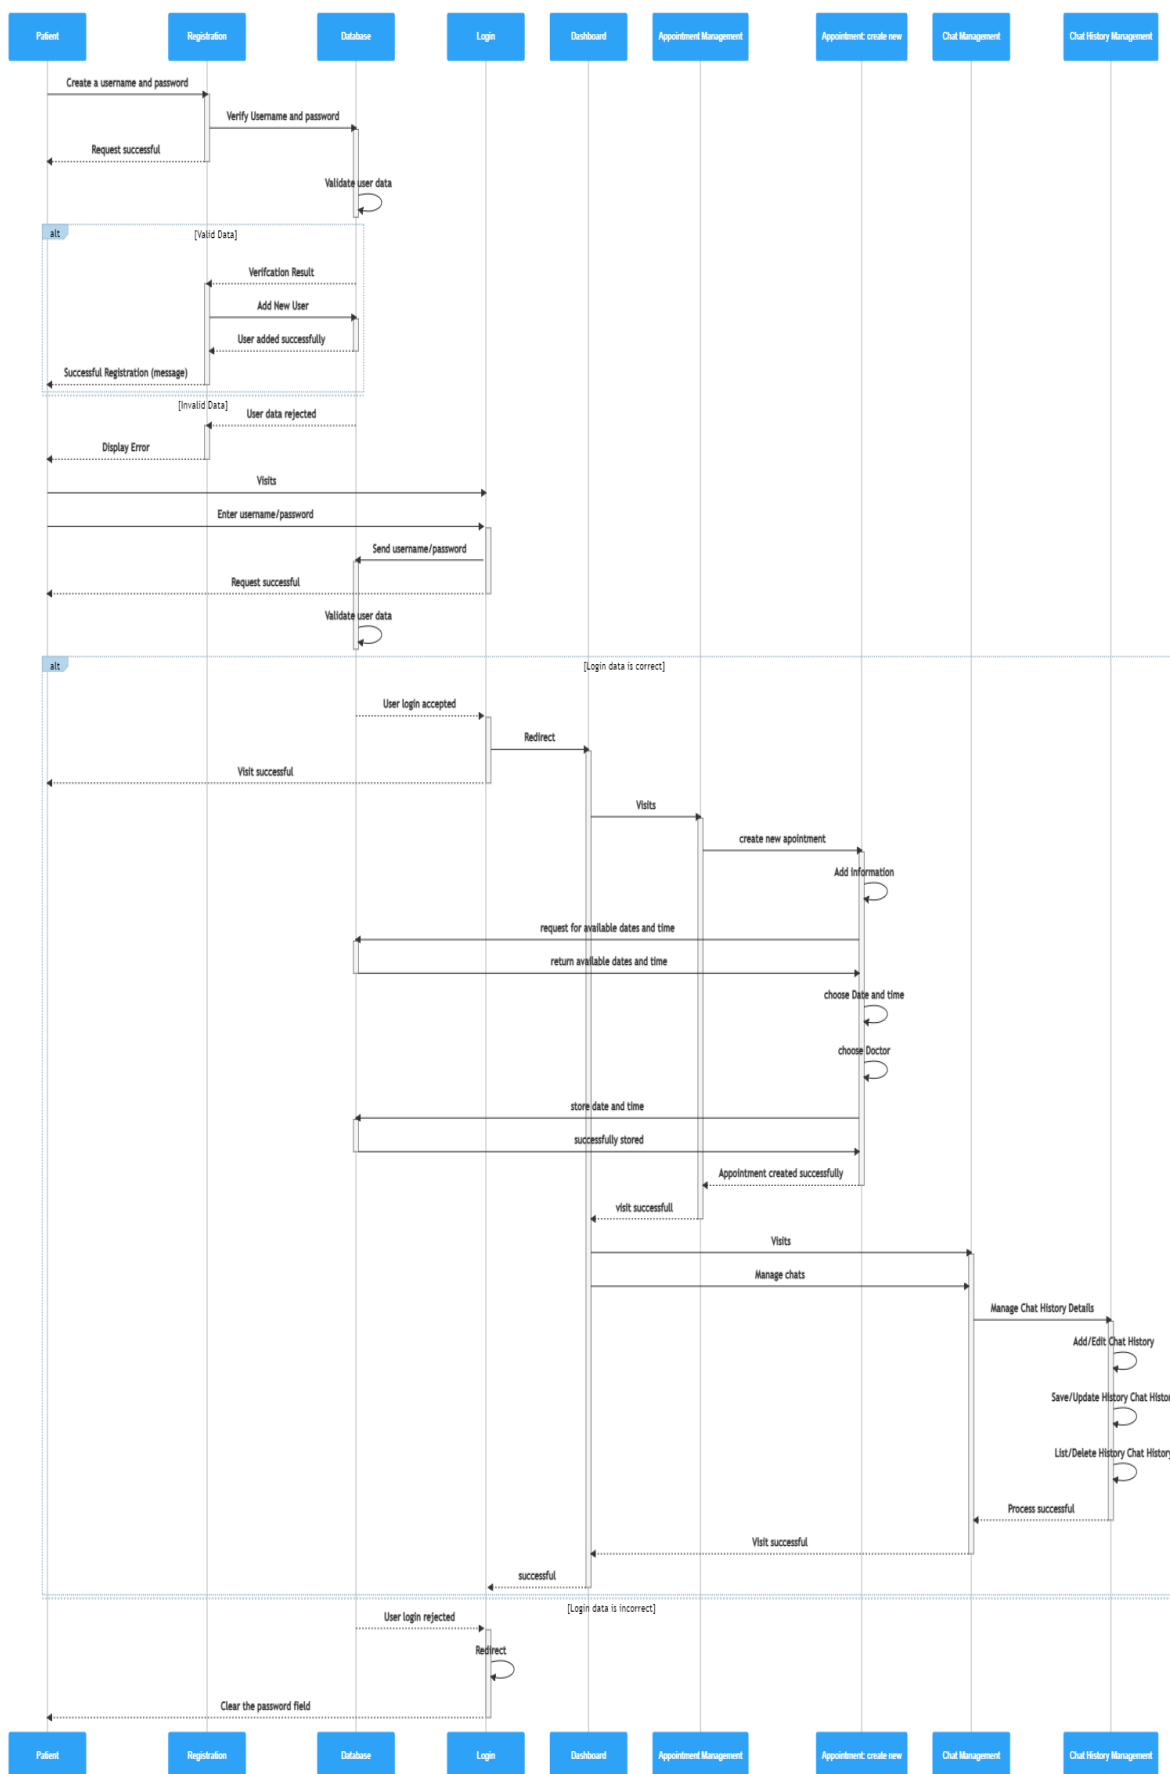 Patient Registration Database Login Dashboard Appointment Management Appointment: create new Chat Management Chat History Management
Create a username and password
Verify Username and password
Request successful
Validate user data
alt [Valid Data]
Verifcation Result
Add New User
User added successfully
Successful Registration (message)
[Invalid Data]
User data rejected
Display Error
Visits
Enter username/password
Send username/password
Request successful
Validate user data
alt [Login data is correct]
User login accepted
Redirect
Visit successful
Visits
create new apointment
Add information
request for available dates and time
return available dates and time
choose Date and time
choose Doctor
store date and time
successfully stored
Appointment created successfully
visit successfull
Visits
Manage chats
Manage Chat History Details
Add/Edit Chat History
Save/Update History Chat Histor
List/Delete History Chat History
Process successful
Visit successful
successful
[Login data is incorrect]
User login rejected
Redirect
Clear the password field
Patient Registration Database Login Dashboard Appointment Management Appointment: create new Chat Management Chat History Management